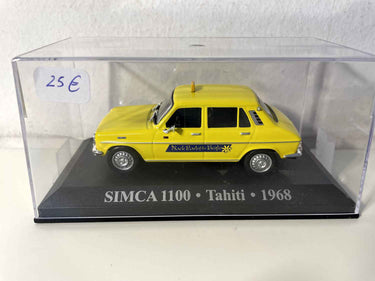 25 €
SIMCA 1100 • Tahiti • 1968